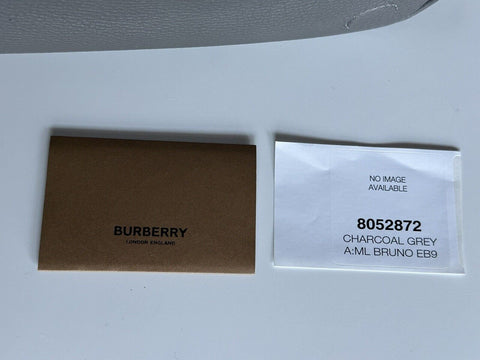 BURBERRY
LONDON ENGLAND
NO IMAGE
AVAILABLE
8052872
CHARCOAL GREY
A:ML BRUNO EB9